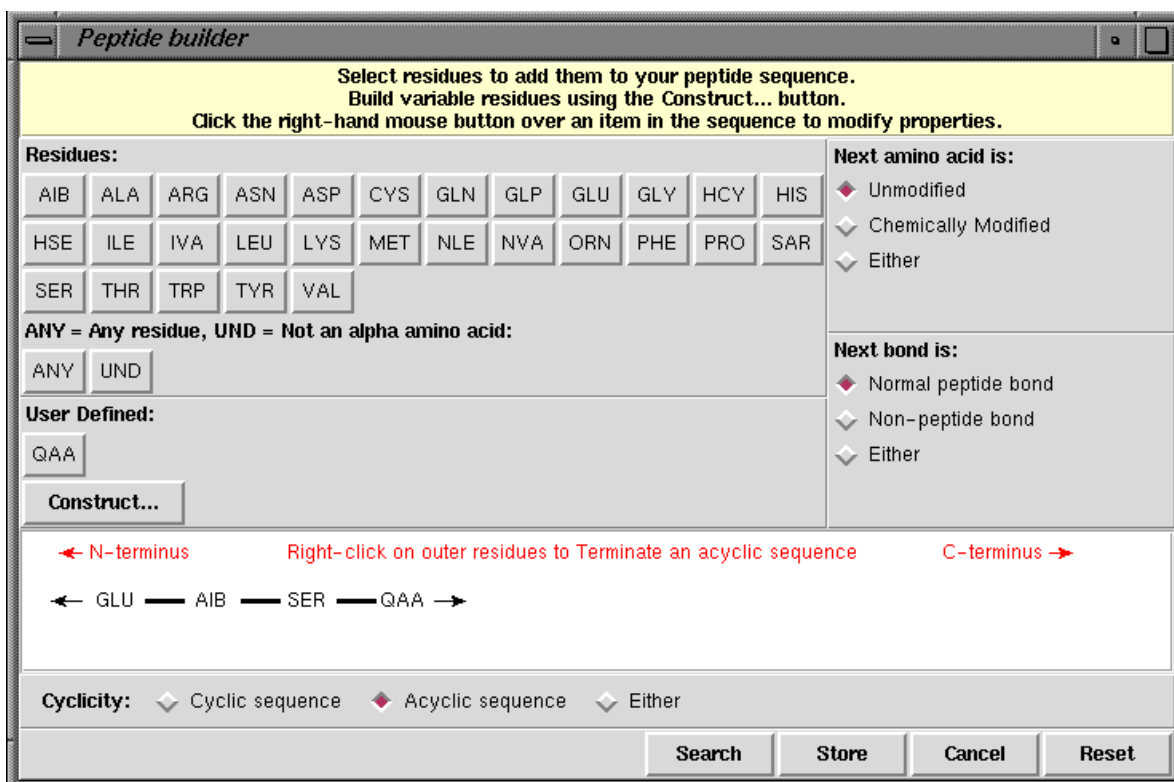 Peptide builder
Select residues to add them to your peptide sequence.
Build variable residues using the Construct... button.
Click the right-hand mouse button over an item in the sequence to modify properties.
Residues:
AIB ALA ARG ASN ASP CYS GLN GLP GLU GLY HCY HIS
HSE ILE IVA LEU LYS MET NLE NVA ORN PHE PRO SAR
SER THR TRP TYR VAL
ANY = Any residue, UND = Not an alpha amino acid:
ANY UND
User Defined:
QAA
Construct...
Next amino acid is:
Unmodified
Chemically Modified
Either
Next bond is:
Normal peptide bond
Non-peptide bond
Either
N-terminus Right-click on outer residues to Terminate an acyclic sequence C-terminus
GLU AIB SER QAA
Cyclicity: Cyclic sequence Acyclic sequence Either
Search Store Cancel Reset